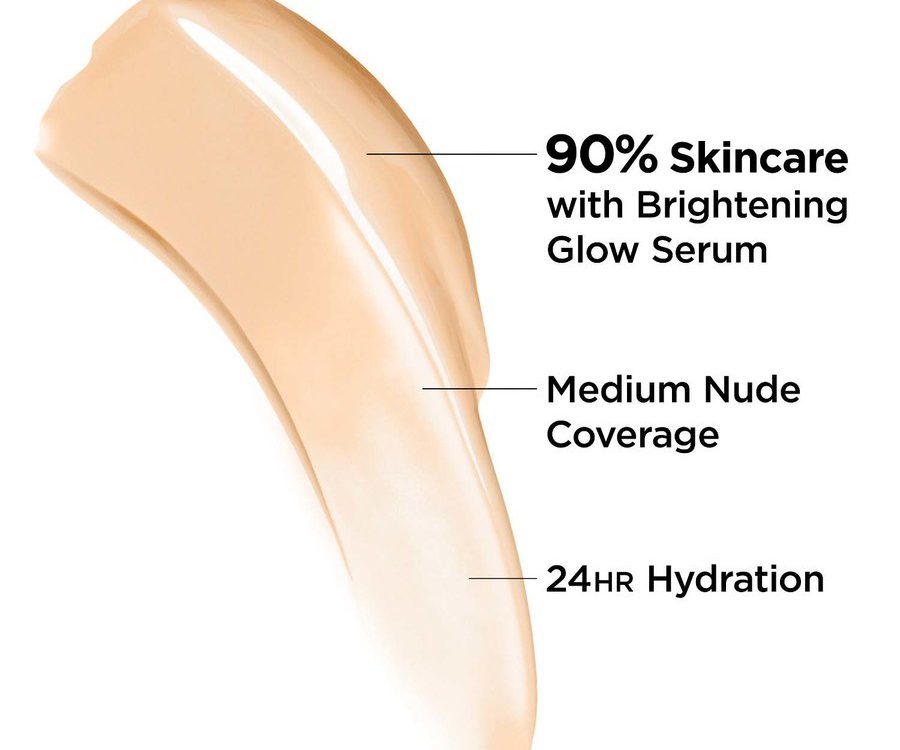 90% Skincare
with Brightening
Glow Serum
Medium Nude
Coverage
24HR Hydration